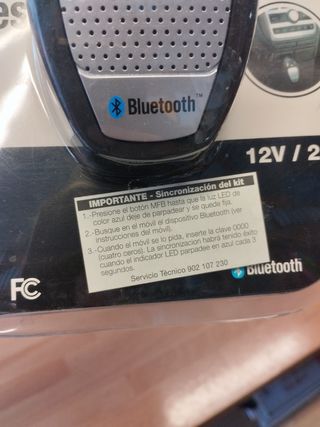 es
Bluetooth™
12V / 2
IMPORTANTE - Sincronización del kit
1.-Presione el botón MFB hasta que la luz LED de
color azul deje de parpadear y se quede fija.
2.-Busque en el móvil el dispositivo Bluetooth (ver
instrucciones del móvil).
3.-Cuando el móvil se lo pida, inserte la clave 0000
(cuatro ceros). La sincronizacion habrá tenido éxito
cuando el indicador LED parpadee en azul cada 3
segundos.
Servicio Técnico 902 107 230
FC
Bluetooth